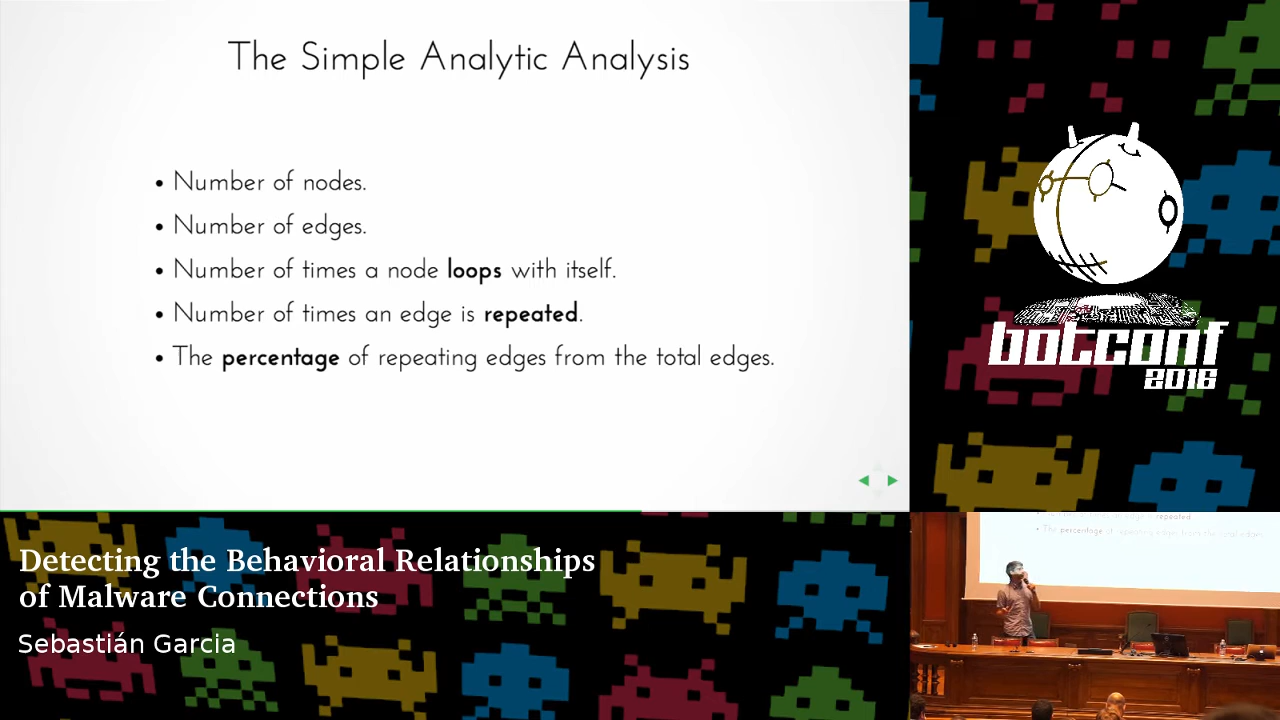 The Simple Analytic Analysis
• Number of nodes.
• Number of edges.
• Number of times a node loops with itself.
• Number of times an edge is repeated.
• The percentage of repeating edges from the total edges.
botconf
2016
Detecting the Behavioral Relationships
of Malware Connections
Sebastián Garcia